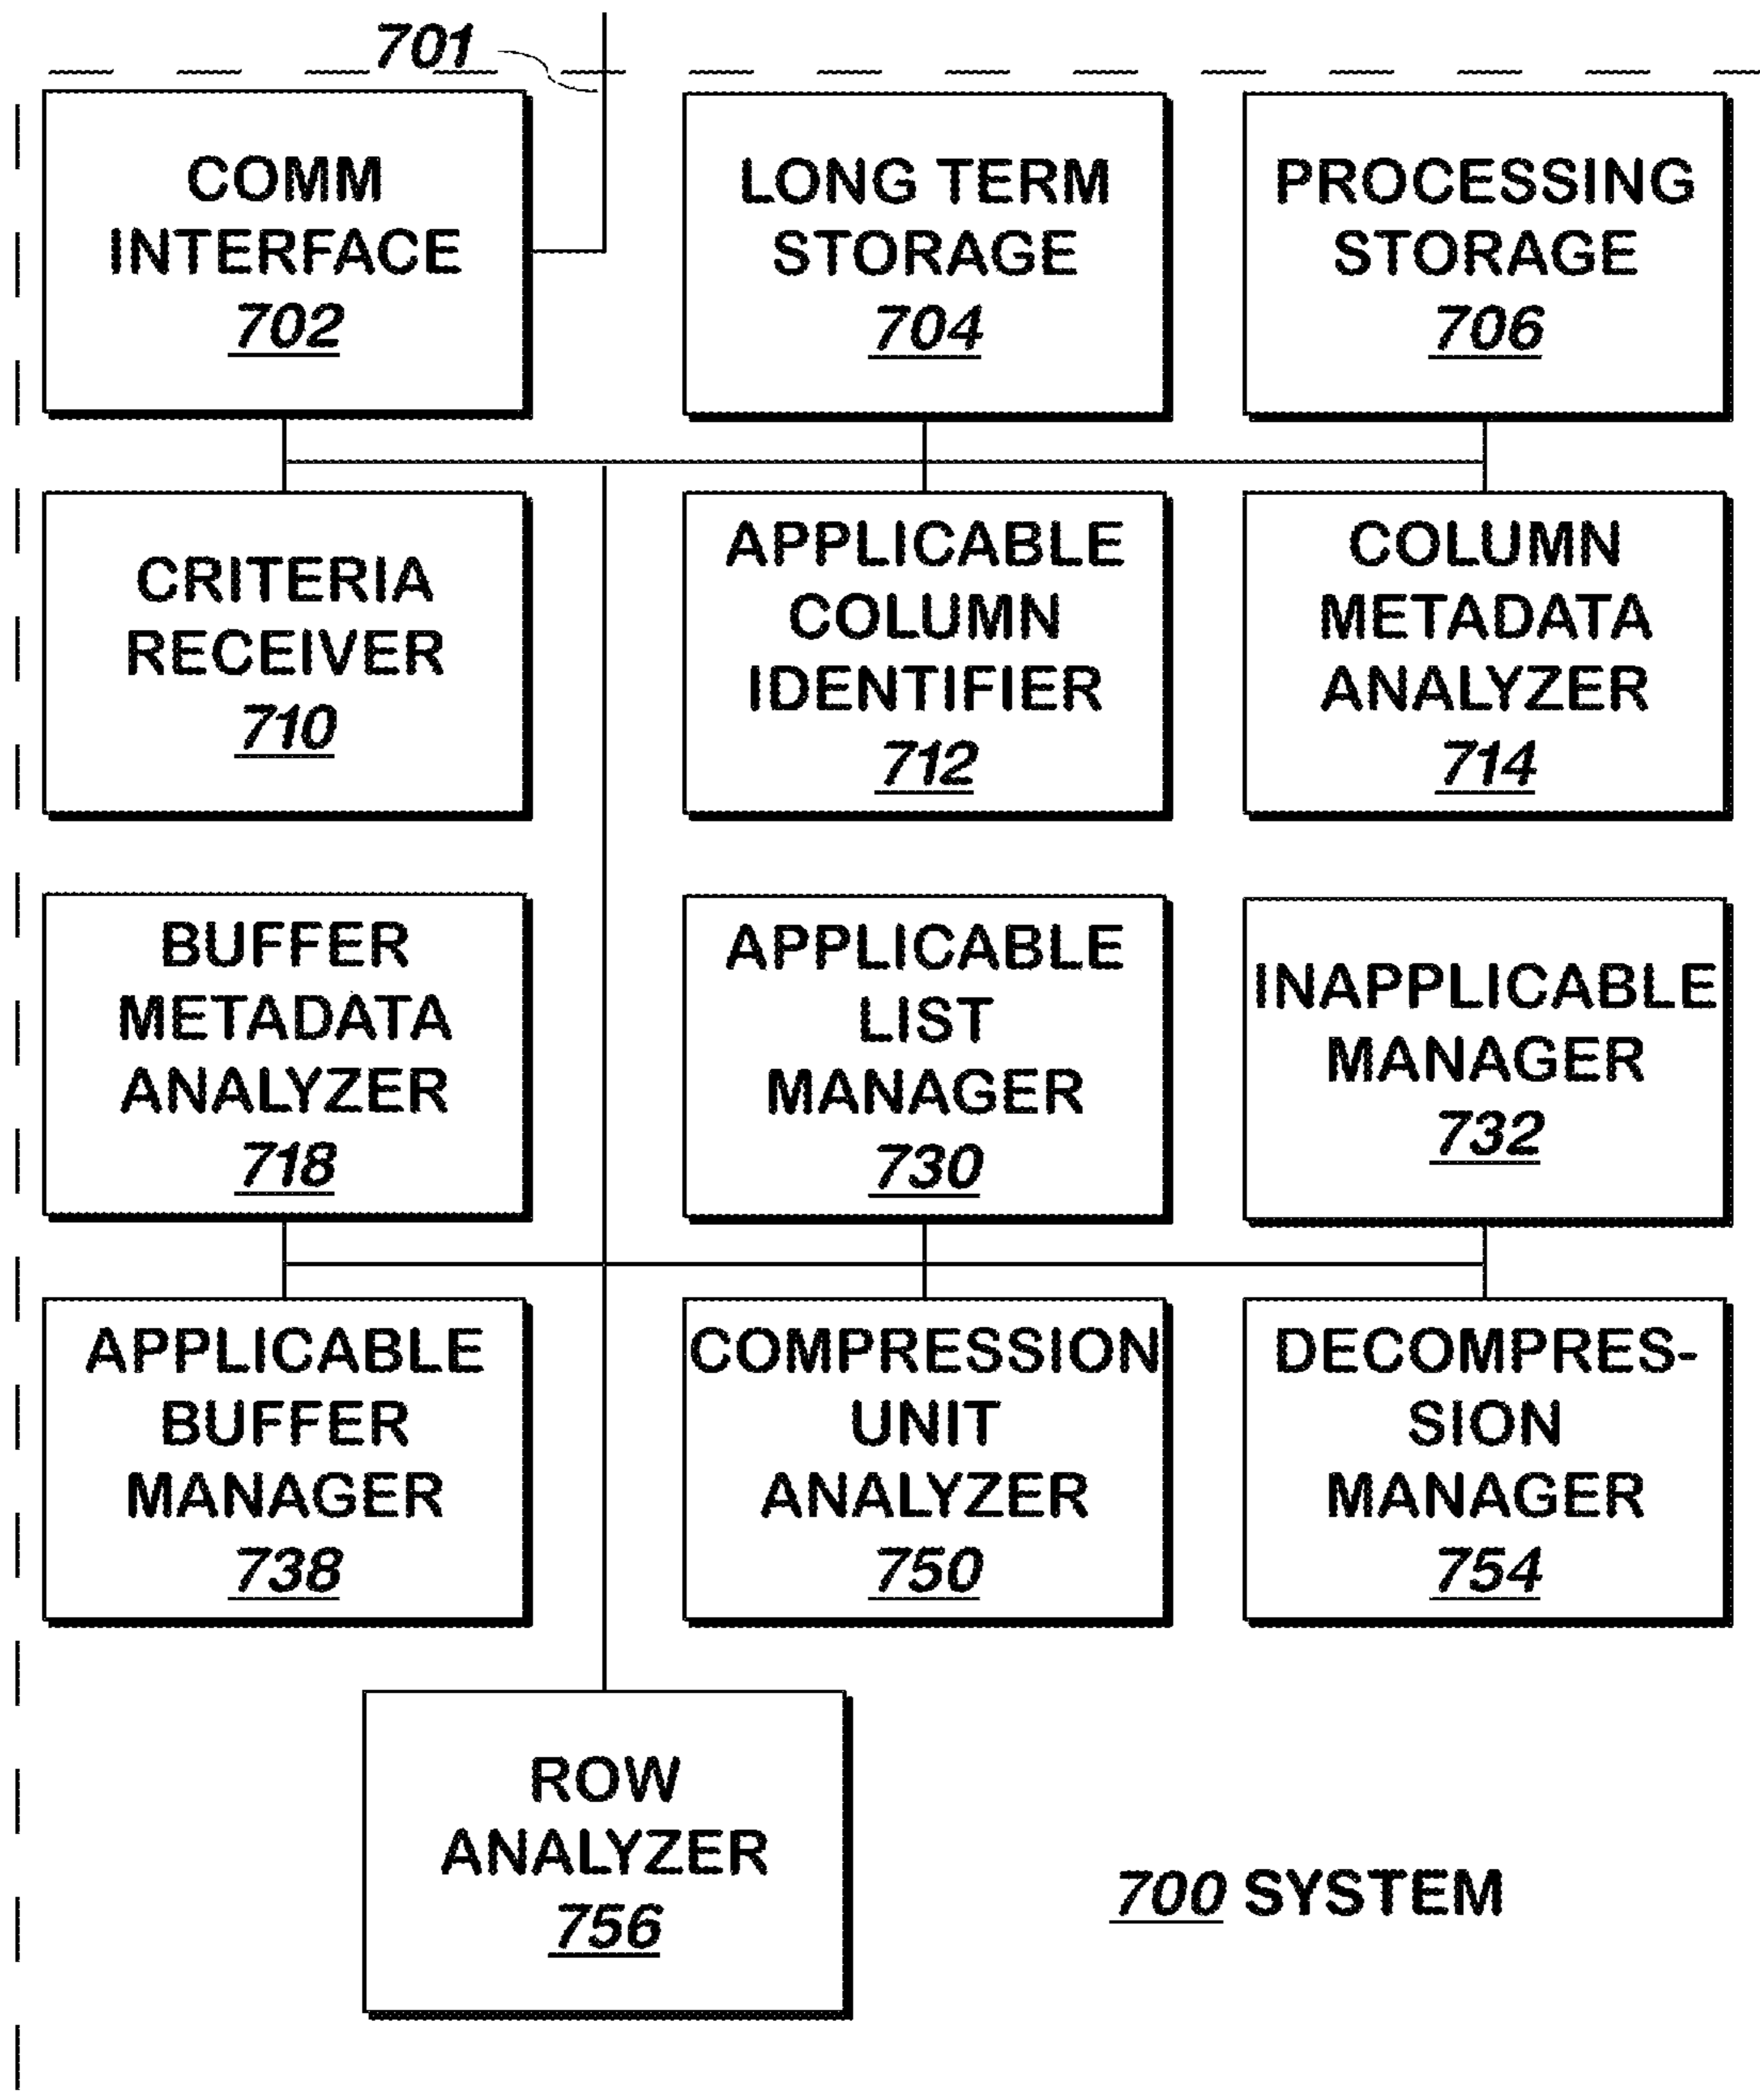 701
COMM
INTERFACE
702
LONG TERM
STORAGE
704
PROCESSING
STORAGE
706
CRITERIA
RECEIVER
710
APPLICABLE
COLUMN
IDENTIFIER
712
COLUMN
METADATA
ANALYZER
714
BUFFER
METADATA
ANALYZER
718
APPLICABLE
LIST
MANAGER
730
INAPPLICABLE
MANAGER
732
APPLICABLE
BUFFER
MANAGER
738
COMPRESSION
UNIT
ANALYZER
750
DECOMPRES-
SION
MANAGER
754
ROW
ANALYZER
756
700 SYSTEM